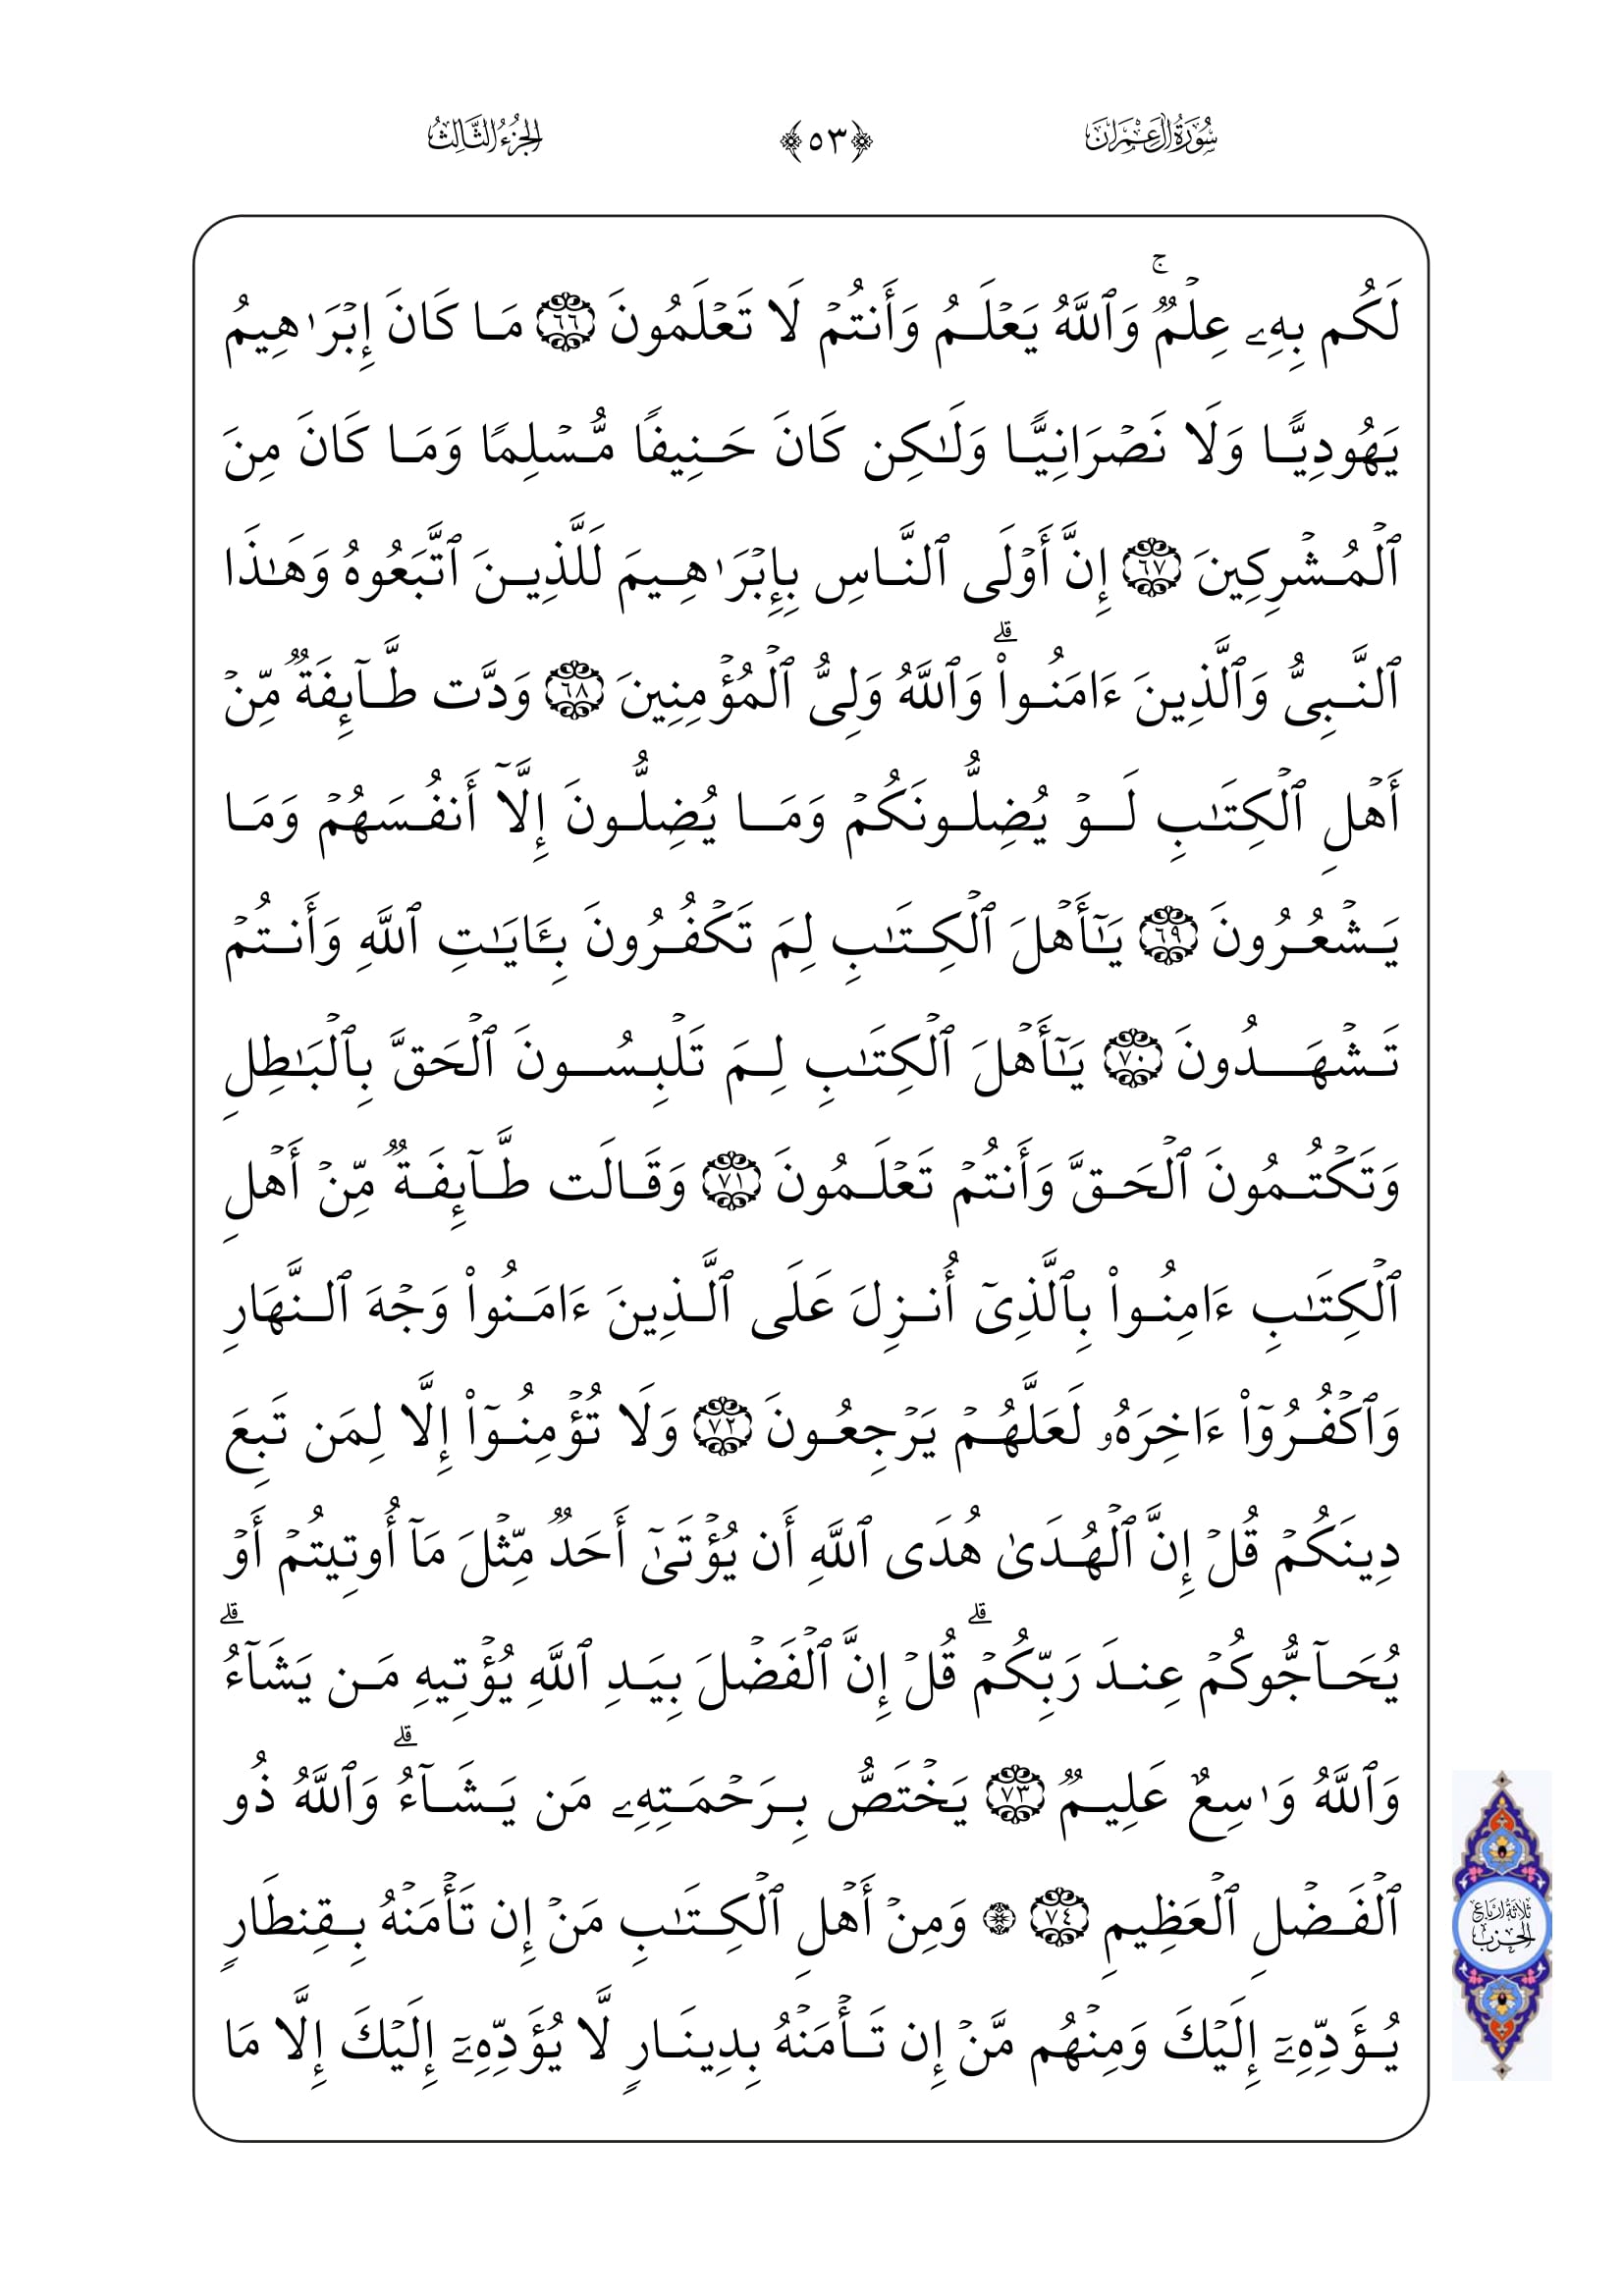 سُورَةُ آلِ عِمْرَانَ
﴿٥٣﴾
الجُزْءُ الثَّالِثُ
لَكُم بِهِۦ عِلۡمٞۚ وَٱللَّهُ يَعۡلَمُ وَأَنتُمۡ لَا تَعۡلَمُونَ ٦٦ مَا كَانَ إِبۡرَٰهِيمُ
يَهُودِيّٗا وَلَا نَصۡرَانِيّٗا وَلَٰكِن كَانَ حَنِيفٗا مُّسۡلِمٗا وَمَا كَانَ مِنَ
ٱلۡمُشۡرِكِينَ ٦٧ إِنَّ أَوۡلَى ٱلنَّاسِ بِإِبۡرَٰهِيمَ لَلَّذِينَ ٱتَّبَعُوهُ وَهَٰذَا
ٱلنَّبِيُّ وَٱلَّذِينَ ءَامَنُواْۗ وَٱللَّهُ وَلِيُّ ٱلۡمُؤۡمِنِينَ ٦٨ وَدَّت طَّآئِفَةٞ مِّنۡ
أَهۡلِ ٱلۡكِتَٰبِ لَوۡ يُضِلُّونَكُمۡ وَمَا يُضِلُّونَ إِلَّآ أَنفُسَهُمۡ وَمَا
يَشۡعُرُونَ ٦٩ يَٰٓأَهۡلَ ٱلۡكِتَٰبِ لِمَ تَكۡفُرُونَ بِـَٔايَٰتِ ٱللَّهِ وَأَنتُمۡ
تَشۡهَدُونَ ٧٠ يَٰٓأَهۡلَ ٱلۡكِتَٰبِ لِمَ تَلۡبِسُونَ ٱلۡحَقَّ بِٱلۡبَٰطِلِ
وَتَكۡتُمُونَ ٱلۡحَقَّ وَأَنتُمۡ تَعۡلَمُونَ ٧١ وَقَالَت طَّآئِفَةٞ مِّنۡ أَهۡلِ
ٱلۡكِتَٰبِ ءَامِنُواْ بِٱلَّذِيٓ أُنزِلَ عَلَى ٱلَّذِينَ ءَامَنُواْ وَجۡهَ ٱلنَّهَارِ
وَٱكۡفُرُوٓاْ ءَاخِرَهُۥ لَعَلَّهُمۡ يَرۡجِعُونَ ٧٢ وَلَا تُؤۡمِنُوٓاْ إِلَّا لِمَن تَبِعَ
دِينَكُمۡ قُلۡ إِنَّ ٱلۡهُدَىٰ هُدَى ٱللَّهِ أَن يُؤۡتَىٰٓ أَحَدٞ مِّثۡلَ مَآ أُوتِيتُمۡ أَوۡ
يُحَآجُّوكُمۡ عِندَ رَبِّكُمۡۗ قُلۡ إِنَّ ٱلۡفَضۡلَ بِيَدِ ٱللَّهِ يُؤۡتِيهِ مَن يَشَآءُۗ
وَٱللَّهُ وَٰسِعٌ عَلِيمٞ ٧٣ يَخۡتَصُّ بِرَحۡمَتِهِۦ مَن يَشَآءُۗ وَٱللَّهُ ذُو
ٱلۡفَضۡلِ ٱلۡعَظِيمِ ٧٤ ۞ وَمِنۡ أَهۡلِ ٱلۡكِتَٰبِ مَنۡ إِن تَأۡمَنۡهُ بِقِنطَارٖ
يُؤَدِّهِۦٓ إِلَيۡكَ وَمِنۡهُم مَّنۡ إِن تَأۡمَنۡهُ بِدِينَارٖ لَّا يُؤَدِّهِۦٓ إِلَيۡكَ إِلَّا مَا
ثَلَاثَةُ أَرْبَاعِ
الحِزْب